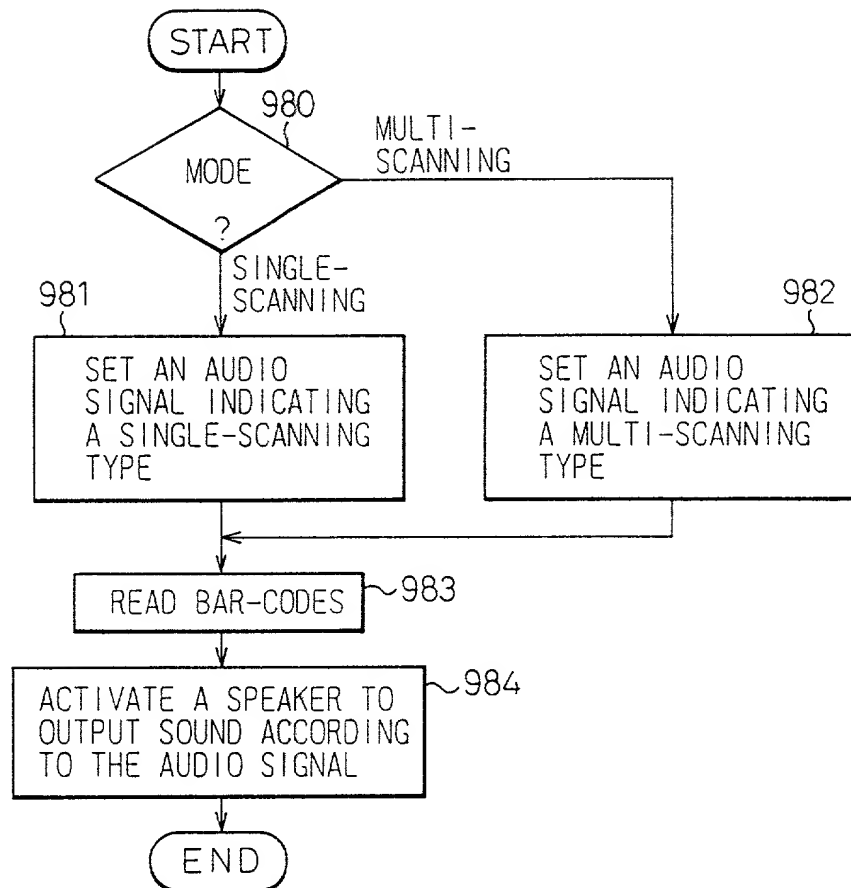 START
980
MODE
?
MULTI-
SCANNING
SINGLE-
SCANNING
981
SET AN AUDIO
SIGNAL INDICATING
A SINGLE-SCANNING
TYPE
982
SET AN AUDIO
SIGNAL INDICATING
A MULTI-SCANNING
TYPE
READ BAR-CODES
983
ACTIVATE A SPEAKER TO
OUTPUT SOUND ACCORDING
TO THE AUDIO SIGNAL
984
END